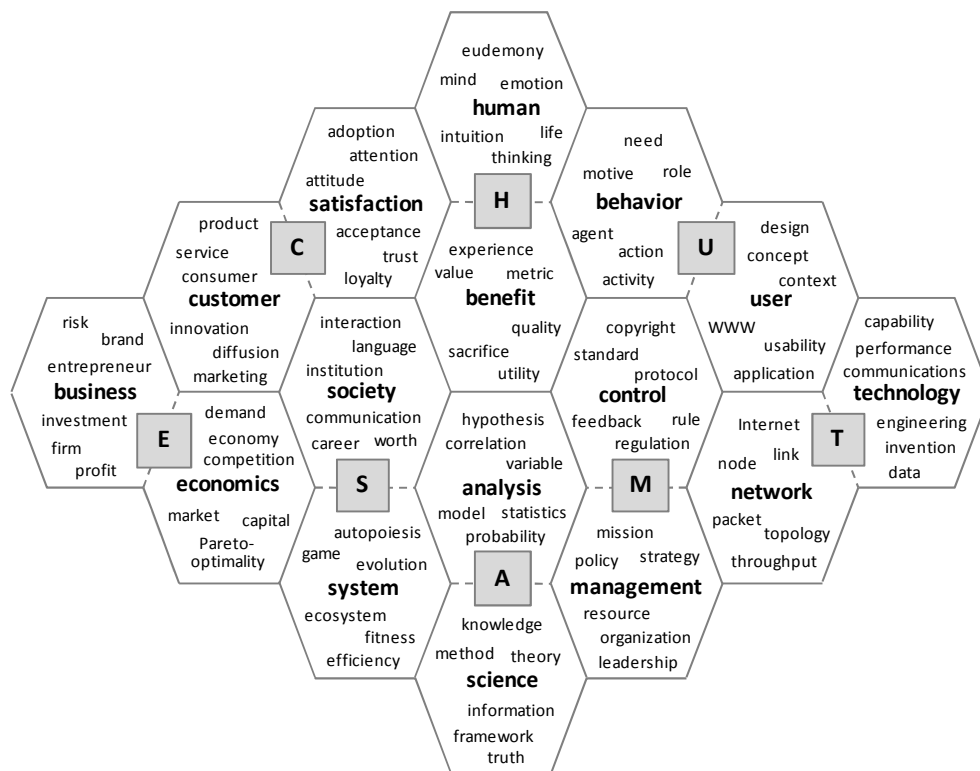 eudemony
mind
emotion
human
intuition
life
thinking
H
adoption
attention
attitude
satisfaction
acceptance
trust
loyalty
C
need
motive
role
behavior
agent
action
activity
U
product
service
consumer
customer
innovation
diffusion
marketing
experience
value
metric
benefit
quality
sacrifice
utility
design
concept
context
user
WWW
usability
application
risk
brand
entrepreneur
business
investment
firm
profit
E
interaction
language
institution
society
communication
career
worth
S
copyright
standard
protocol
control
feedback
rule
regulation
M
capability
performance
communications
technology
engineering
invention
data
T
demand
economy
competition
economics
market
capital
Pareto-
optimality
hypothesis
correlation
variable
analysis
model
statistics
probability
A
Internet
link
node
network
packet
topology
throughput
autopoiesis
game
evolution
system
ecosystem
fitness
efficiency
mission
policy
strategy
management
resource
organization
leadership
knowledge
method
theory
science
information
framework
truth